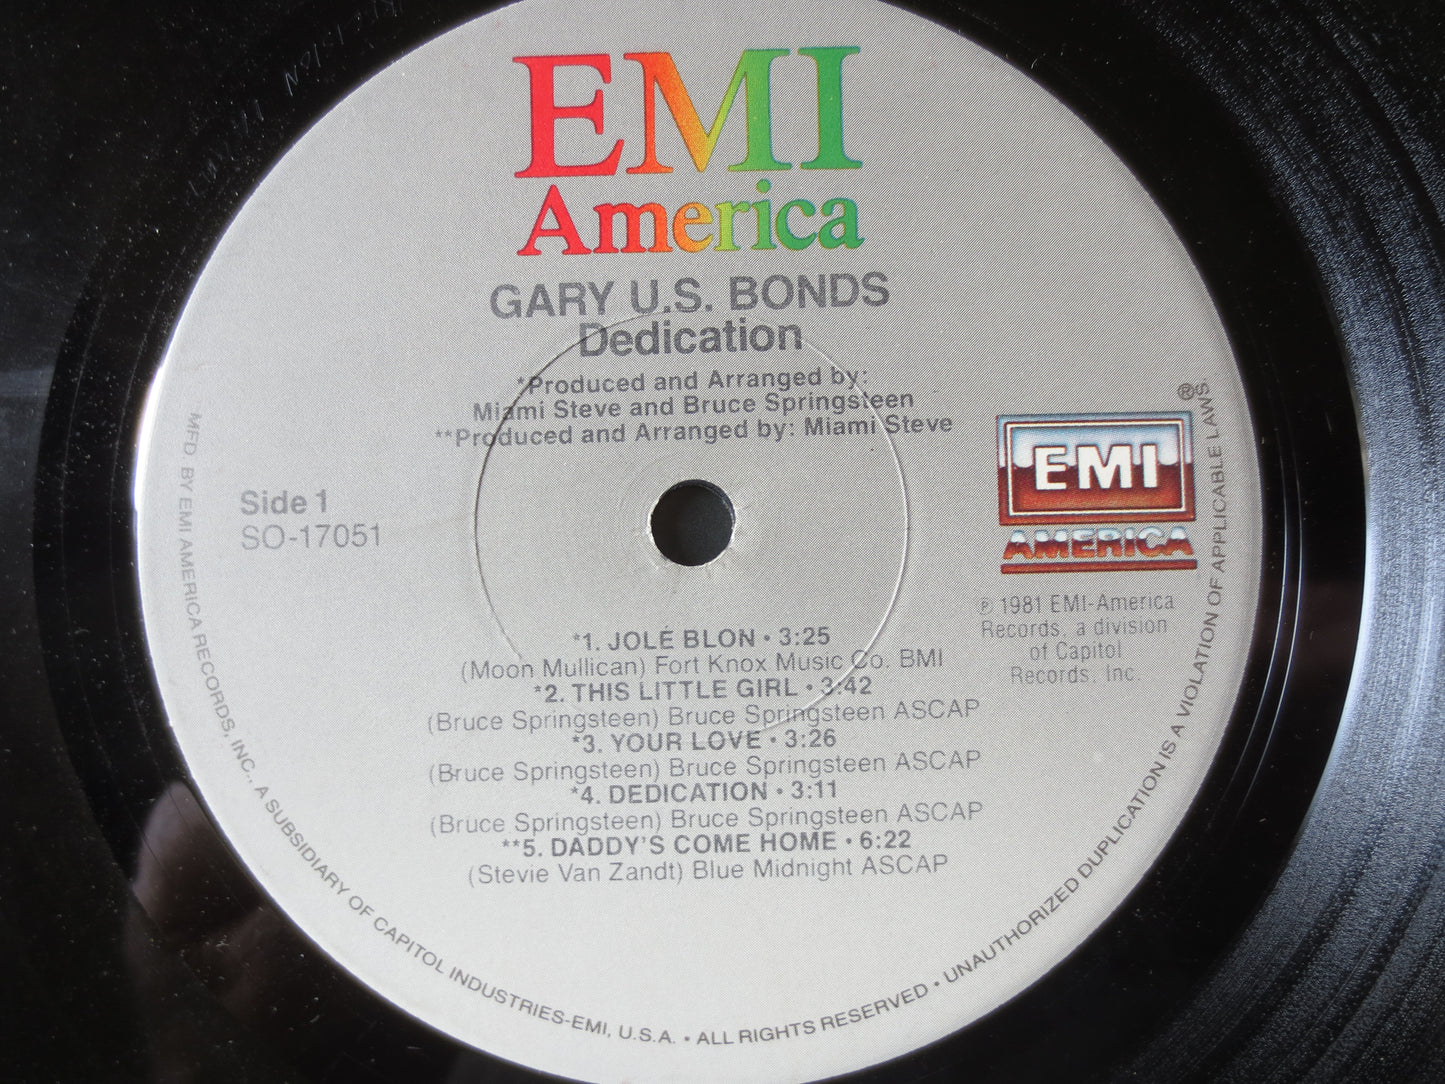 EMI
America
GARY U.S. BONDS
Dedication
*Produced and Arranged by:
Miami Steve and Bruce Springsteen
**Produced and Arranged by: Miami Steve
Side 1
SO-17051
®
EMI
AMERICA
℗ 1981 EMI-America
Records, a division
of Capitol
Records, Inc.
*1. JOLÉ BLON • 3:25
(Moon Mullican) Fort Knox Music Co. BMI
*2. THIS LITTLE GIRL • 3:42
(Bruce Springsteen) Bruce Springsteen ASCAP
*3. YOUR LOVE • 3:26
(Bruce Springsteen) Bruce Springsteen ASCAP
*4. DEDICATION • 3:11
(Bruce Springsteen) Bruce Springsteen ASCAP
**5. DADDY'S COME HOME • 6:22
(Stevie Van Zandt) Blue Midnight ASCAP
MFD. BY EMI AMERICA RECORDS, INC., A SUBSIDIARY OF CAPITOL INDUSTRIES-EMI, U.S.A. • ALL RIGHTS RESERVED • UNAUTHORIZED DUPLICATION IS A VIOLATION OF APPLICABLE LAWS.